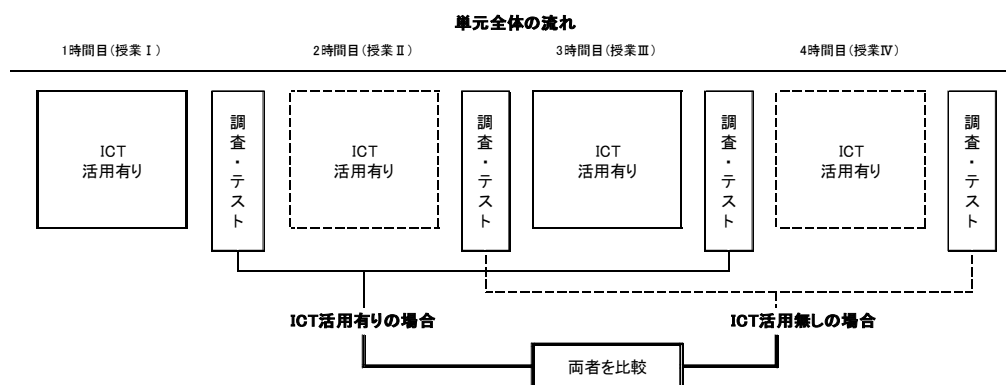 単元全体の流れ
1時間目(授業Ⅰ)
2時間目(授業Ⅱ)
3時間目(授業Ⅲ)
4時間目(授業Ⅳ)
ICT
活用有り
調査・テスト
ICT
活用有り
調査・テスト
ICT
活用有り
調査・テスト
ICT
活用有り
調査・テスト
ICT活用有りの場合
ICT活用無しの場合
両者を比較